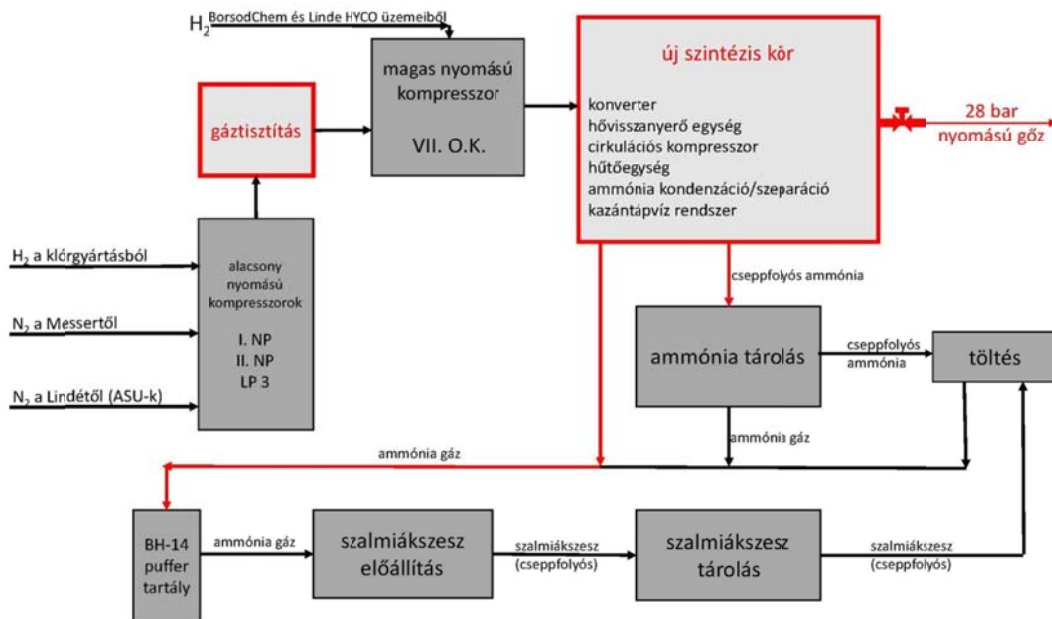 H₂
BorsodChem és Linde HYCO üzemeiből
magas nyomású
kompresszor
VII. O.K.
új szintézis kör
konverter
hővisszanyerő egység
cirkulációs kompresszor
hűtőegység
ammónia kondenzáció/szeparáció
kazántápvíz rendszer
28 bar
nyomású gőz
gáztisztítás
H₂ a klórgyártásból
N₂ a Messertől
N₂ a Lindétől (ASU-k)
alacsony
nyomású
kompresszorok
I. NP
II. NP
LP 3
cseppfolyós ammónia
ammónia tárolás
cseppfolyós
ammónia
töltés
ammónia gáz
ammónia gáz
BH-14
puffer
tartály
ammónia gáz
szalmiákszesz
előállítás
szalmiákszesz
(cseppfolyós)
szalmiákszesz
tárolás
szalmiákszesz
(cseppfolyós)